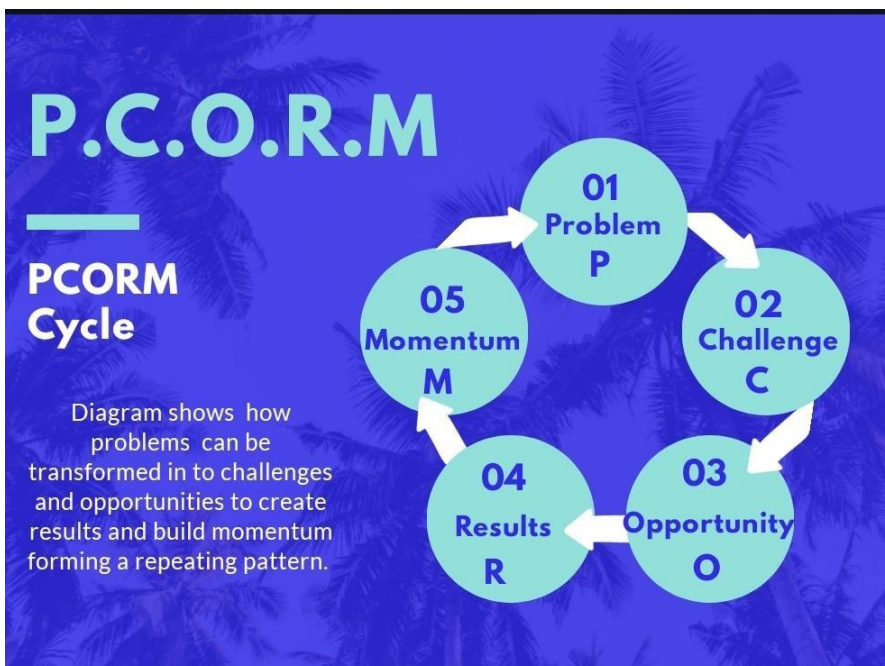 P.C.O.R.M
PCORM
Cycle
Diagram shows how
problems can be
transformed in to challenges
and opportunities to create
results and build momentum
forming a repeating pattern.
01
Problem
P
02
Challenge
C
03
Opportunity
O
04
Results
R
05
Momentum
M